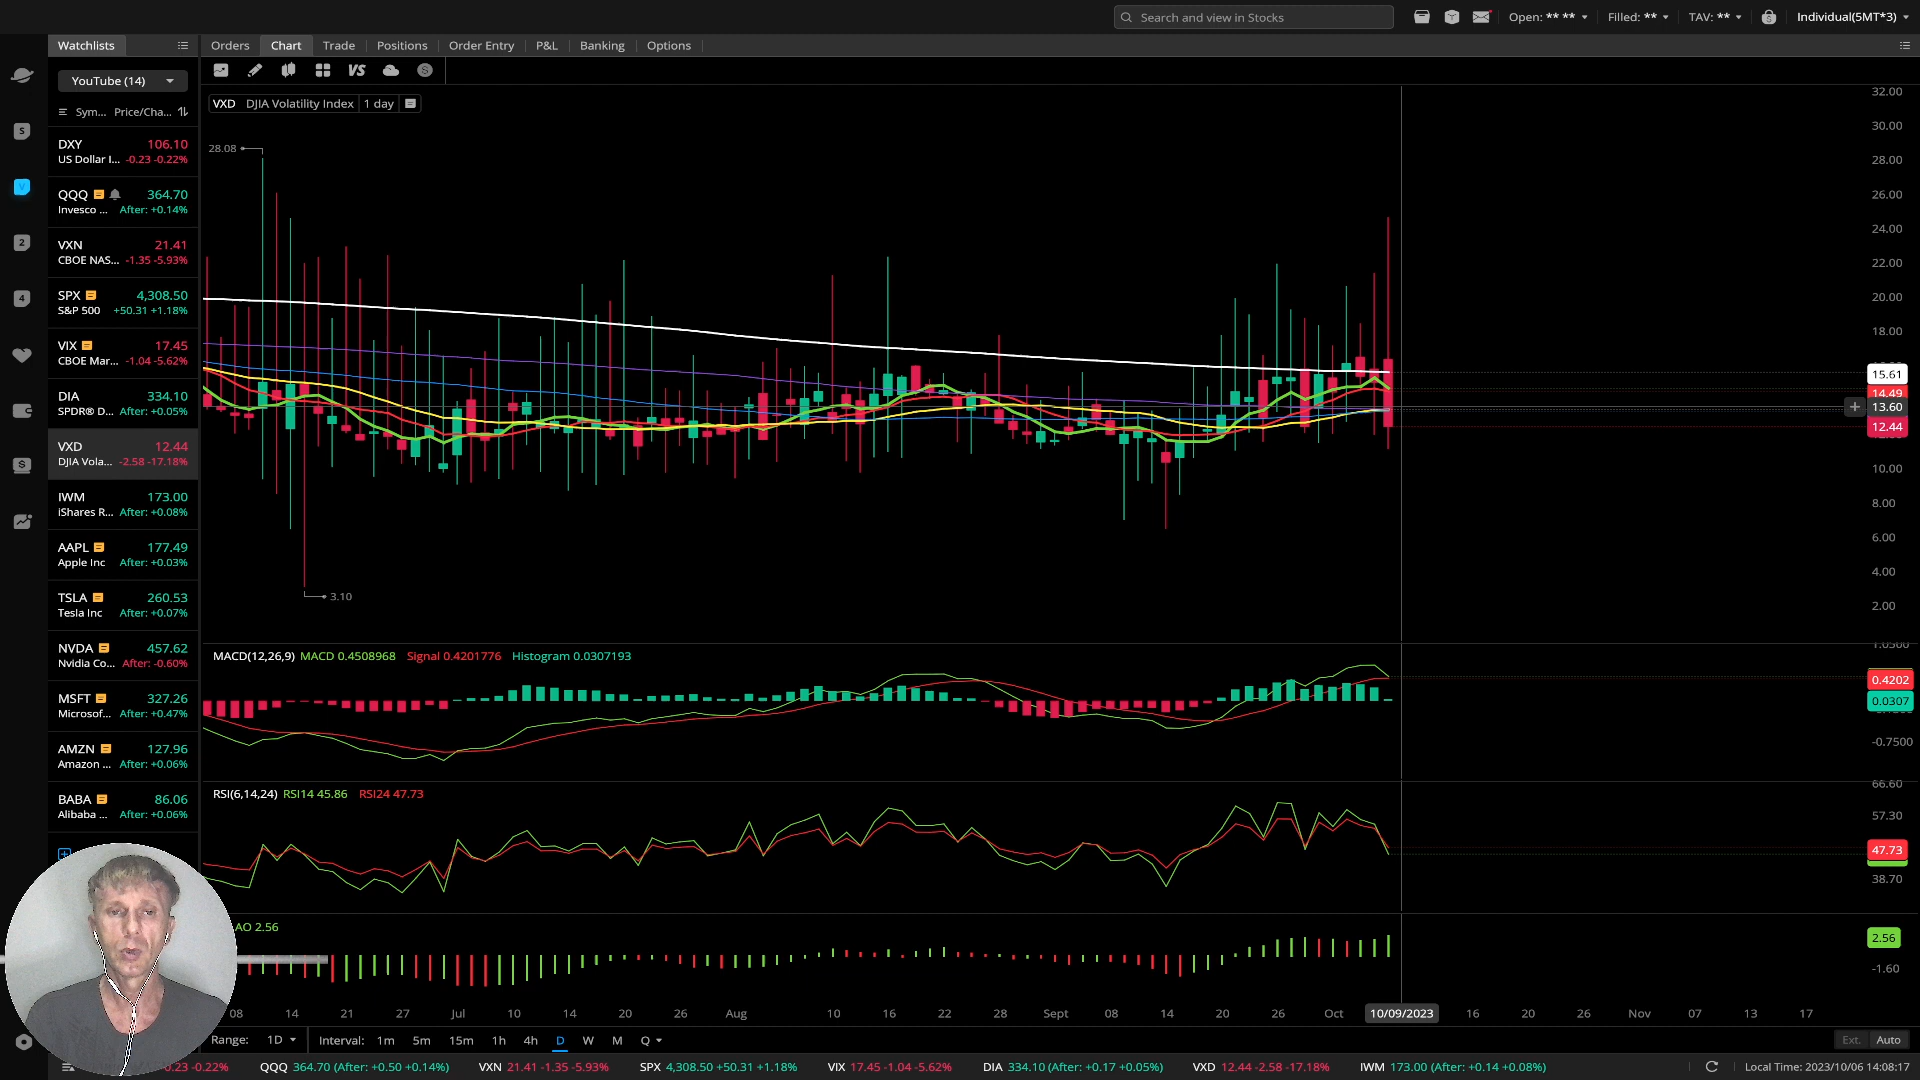 Search and view in Stocks
Open: ** **
Filled: **
TAV: **
Individual(5MT*3)
Watchlists
Orders Chart Trade Positions Order Entry P&L Banking Options
YouTube (14)
VS
S
Sym... Price/Cha...
VXD DJIA Volatility Index 1 day
DXY 106.10
US Dollar I... -0.23 -0.22%
QQQ 364.70
Invesco ... After: +0.14%
VXN 21.41
CBOE NAS... -1.35 -5.93%
SPX 4,308.50
S&P 500 +50.31 +1.18%
VIX 17.45
CBOE Mar... -1.04 -5.62%
DIA 334.10
SPDR® D... After: +0.05%
VXD 12.44
DJIA Vola... -2.58 -17.18%
IWM 173.00
iShares R... After: +0.08%
AAPL 177.49
Apple Inc After: +0.03%
TSLA 260.53
Tesla Inc After: +0.07%
NVDA 457.62
Nvidia Co... After: -0.60%
MSFT 327.26
Microsof... After: +0.47%
AMZN 127.96
Amazon ... After: +0.06%
BABA 86.06
Alibaba ... After: +0.06%
28.08
3.10
32.00
30.00
28.00
26.00
24.00
22.00
20.00
18.00
15.61
14.49
13.60
12.44
10.00
8.00
6.00
4.00
2.00
MACD(12,26,9) MACD 0.4508968 Signal 0.4201776 Histogram 0.0307193
0.4202
0.0307
-0.7500
RSI(6,14,24) RSI14 45.86 RSI24 47.73
66.60
57.30
47.73
38.70
AO 2.56
2.56
-1.60
08 14 21 27 Jul 10 14 20 26 Aug 10 16 22 28 Sept 08 14 20 26 Oct 10/09/2023 16 20 26 Nov 07 13 17
Range: 1D Interval: 1m 5m 15m 1h 4h D W M Q
Ext. Auto
0.23 -0.22% QQQ 364.70 (After: +0.50 +0.14%) VXN 21.41 -1.35 -5.93% SPX 4,308.50 +50.31 +1.18% VIX 17.45 -1.04 -5.62% DIA 334.10 (After: +0.17 +0.05%) VXD 12.44 -2.58 -17.18% IWM 173.00 (After: +0.14 +0.08%) Local Time: 2023/10/06 14:08:17